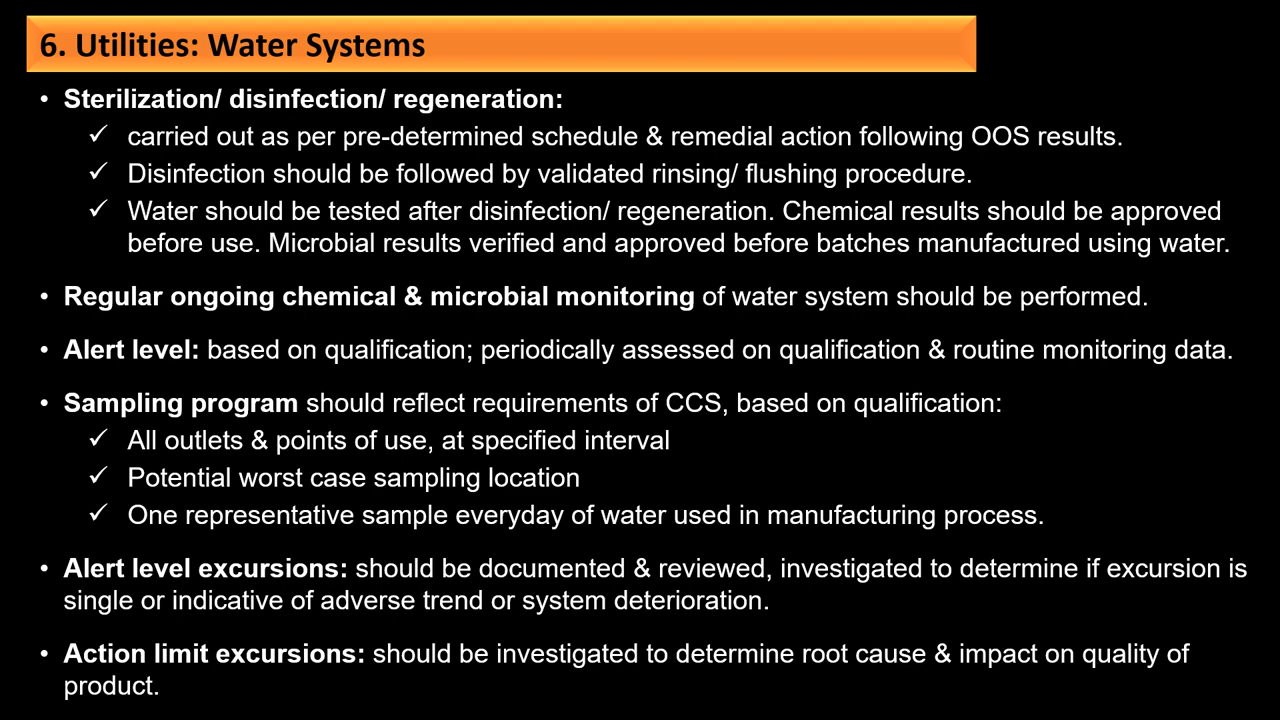 6. Utilities: Water Systems
• Sterilization/ disinfection/ regeneration:
✓ carried out as per pre-determined schedule & remedial action following OOS results.
✓ Disinfection should be followed by validated rinsing/ flushing procedure.
✓ Water should be tested after disinfection/ regeneration. Chemical results should be approved
before use. Microbial results verified and approved before batches manufactured using water.
• Regular ongoing chemical & microbial monitoring of water system should be performed.
• Alert level: based on qualification; periodically assessed on qualification & routine monitoring data.
• Sampling program should reflect requirements of CCS, based on qualification:
✓ All outlets & points of use, at specified interval
✓ Potential worst case sampling location
✓ One representative sample everyday of water used in manufacturing process.
• Alert level excursions: should be documented & reviewed, investigated to determine if excursion is
single or indicative of adverse trend or system deterioration.
• Action limit excursions: should be investigated to determine root cause & impact on quality of
product.